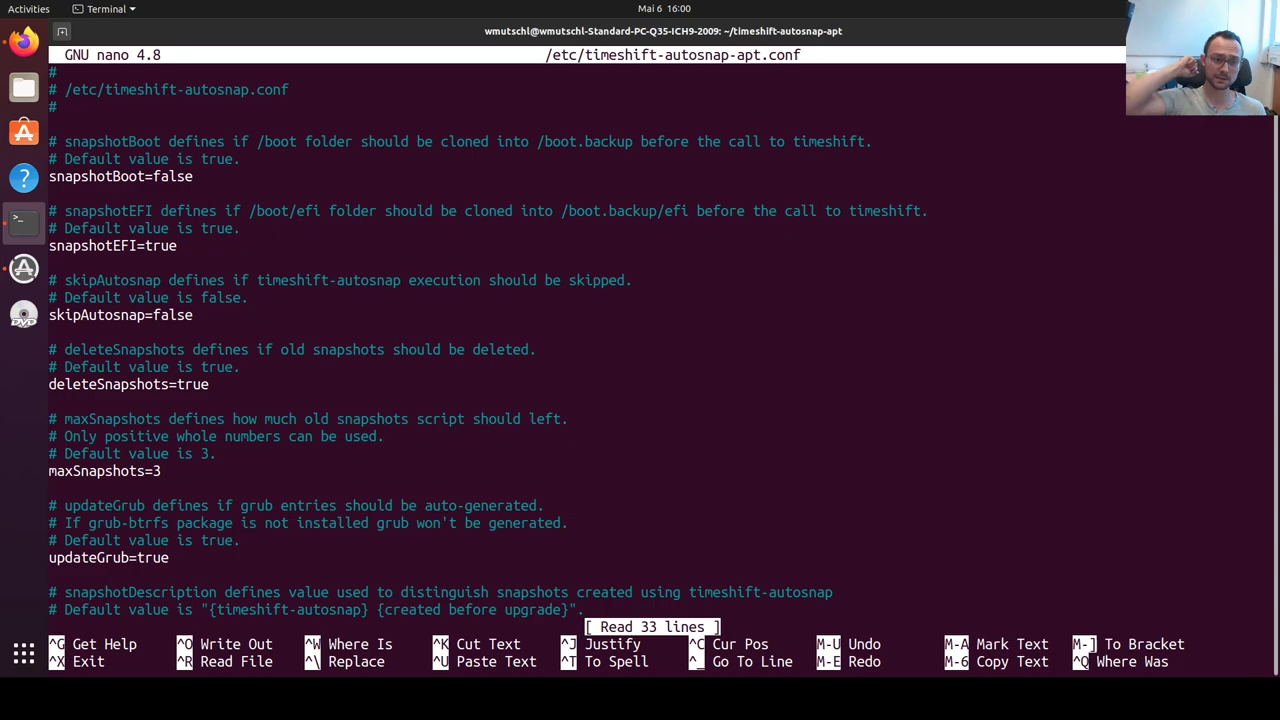 Activities
Terminal
Mai 6 16:00
wmutschl@wmutschl-Standard-PC-Q35-ICH9-2009: ~/timeshift-autosnap-apt
GNU nano 4.8
/etc/timeshift-autosnap-apt.conf
#
# /etc/timeshift-autosnap.conf
#
# snapshotBoot defines if /boot folder should be cloned into /boot.backup before the call to timeshift.
# Default value is true.
snapshotBoot=false
# snapshotEFI defines if /boot/efi folder should be cloned into /boot.backup/efi before the call to timeshift.
# Default value is true.
snapshotEFI=true
# skipAutosnap defines if timeshift-autosnap execution should be skipped.
# Default value is false.
skipAutosnap=false
# deleteSnapshots defines if old snapshots should be deleted.
# Default value is true.
deleteSnapshots=true
# maxSnapshots defines how much old snapshots script should left.
# Only positive whole numbers can be used.
# Default value is 3.
maxSnapshots=3
# updateGrub defines if grub entries should be auto-generated.
# If grub-btrfs package is not installed grub won't be generated.
# Default value is true.
updateGrub=true
# snapshotDescription defines value used to distinguish snapshots created using timeshift-autosnap
# Default value is "{timeshift-autosnap} {created before upgrade}".
[ Read 33 lines ]
^G Get Help ^O Write Out ^W Where Is ^K Cut Text ^J Justify ^C Cur Pos M-U Undo M-A Mark Text M-] To Bracket
^X Exit ^R Read File ^\ Replace ^U Paste Text ^T To Spell ^_ Go To Line M-E Redo M-6 Copy Text ^Q Where Was